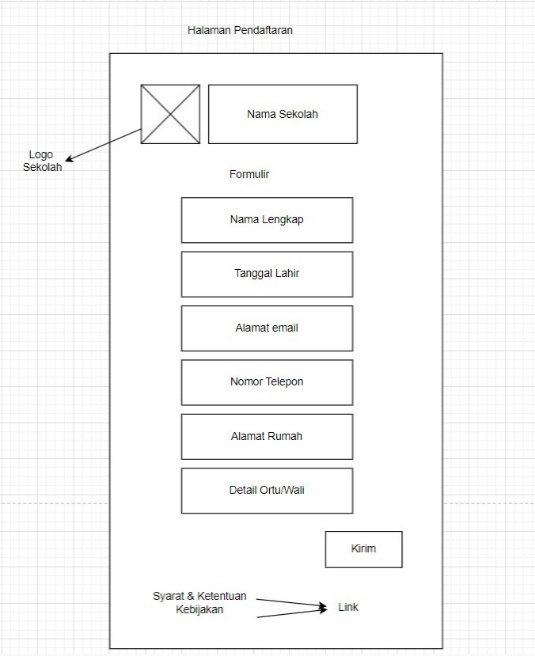 Halaman Pendaftaran
Nama Sekolah
Logo
Sekolah
Formulir
Nama Lengkap
Tanggal Lahir
Alamat email
Nomor Telepon
Alamat Rumah
Detail Ortu/Wali
Kirim
Syarat & Ketentuan
Kebijakan
Link